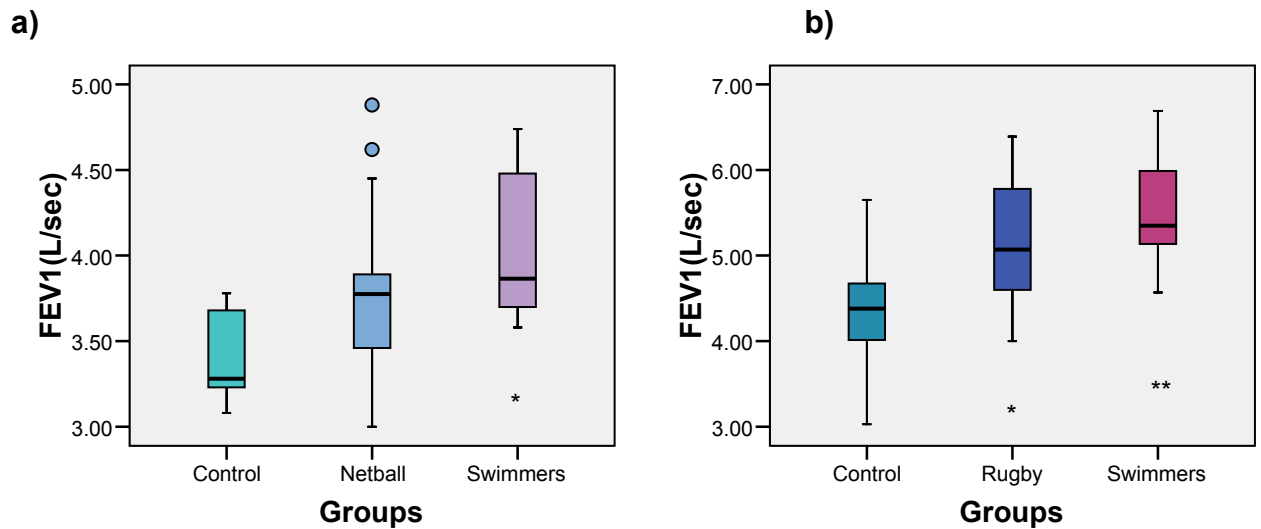 a)
FEV1(L/sec)
5.00
4.50
4.00
3.50
3.00
*
Control Netball Swimmers
Groups
b)
FEV1(L/sec)
7.00
6.00
5.00
4.00
3.00
*
**
Control Rugby Swimmers
Groups